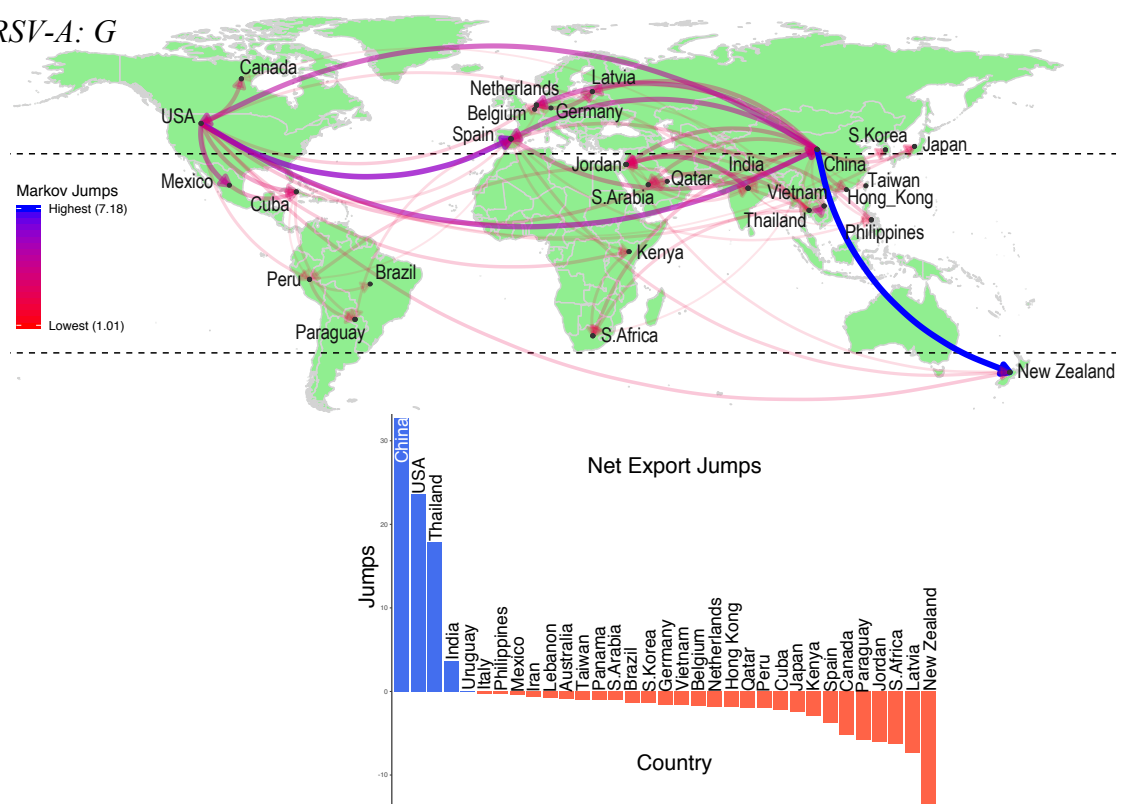 RSV-A: G
Canada
Latvia
Netherlands
USA
Belgium
Germany
Spain
S.Korea
Japan
Jordan
India
China
Mexico
Qatar
Taiwan
S.Arabia
Vietnam
Hong_Kong
Cuba
Thailand
Philippines
Kenya
Peru
Brazil
Paraguay
S.Africa
New Zealand
Markov Jumps
Highest (7.18)
Lowest (1.01)
Net Export Jumps
Jumps
30
20
10
0
-10
China
USA
Thailand
India
Uruguay
Italy
Philippines
Mexico
Iran
Lebanon
Australia
Taiwan
Panama
S.Arabia
Brazil
S.Korea
Germany
Vietnam
Belgium
Netherlands
Hong Kong
Qatar
Peru
Cuba
Japan
Kenya
Spain
Canada
Paraguay
Jordan
S.Africa
Latvia
New Zealand
Country